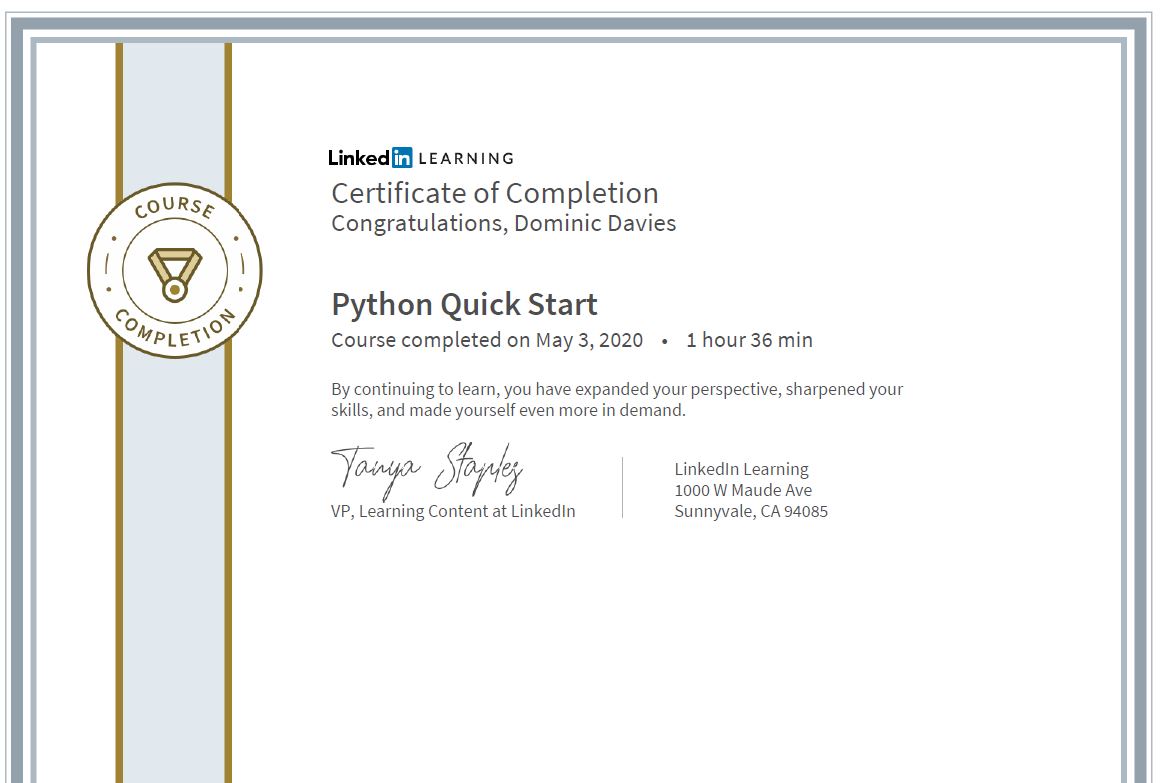 LinkedIn LEARNING
Certificate of Completion
Congratulations, Dominic Davies
COURSE
COMPLETION
Python Quick Start
Course completed on May 3, 2020 • 1 hour 36 min
By continuing to learn, you have expanded your perspective, sharpened your
skills, and made yourself even more in demand.
Tanya Staples
VP, Learning Content at LinkedIn
LinkedIn Learning
1000 W Maude Ave
Sunnyvale, CA 94085